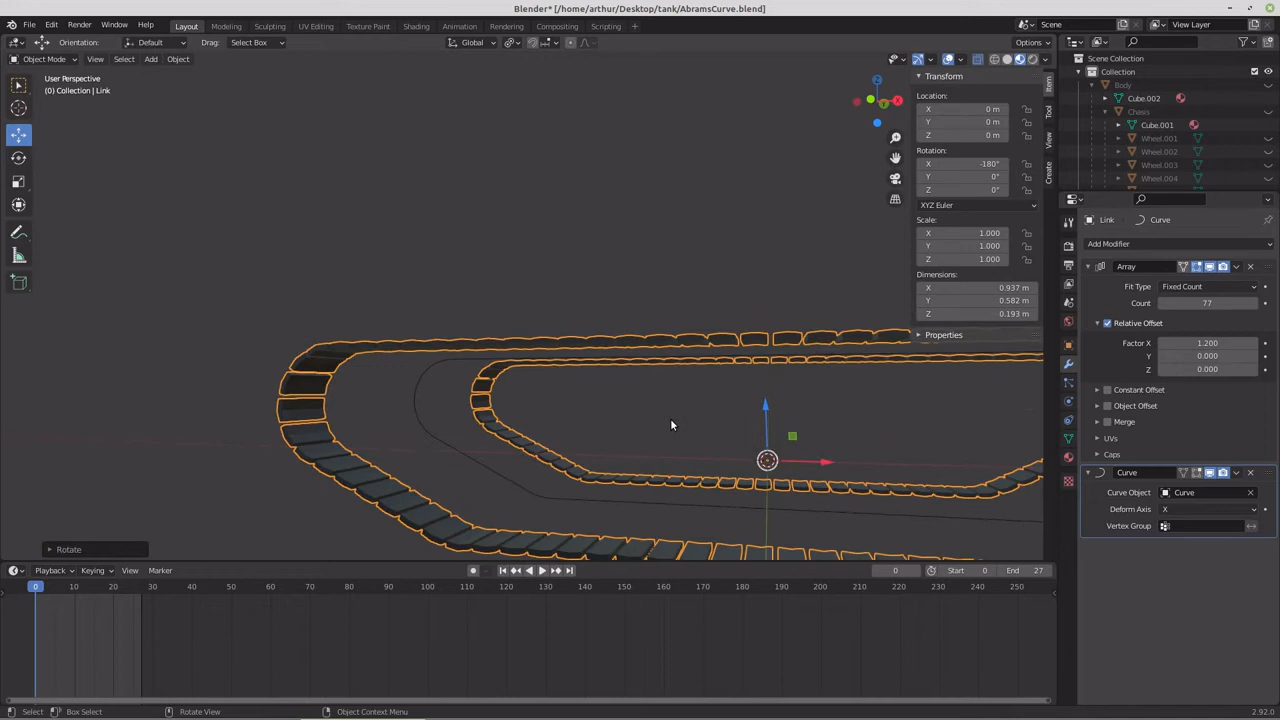 Blender* [/home/arthur/Desktop/tank/AbramsCurve.blend]
File Edit Render Window Help Layout Modeling Sculpting UV Editing Texture Paint Shading Animation Rendering Compositing Scripting Scene View Layer
Orientation: Default Drag: Select Box Global Options
Object Mode View Select Add Object
User Perspective
(0) Collection | Link
Z
X
Y
Transform
Location:
X 0 m
Y 0 m
Z 0 m
Rotation:
X -180°
Y 0°
Z 0°
XYZ Euler
Scale:
X 1.000
Y 1.000
Z 1.000
Dimensions:
X 0.937 m
Y 0.582 m
Z 0.193 m
Properties
Item
Tool
View
Create
Scene Collection
Collection
Body
Cube.002
Chasis
Cube.001
Wheel.001
Wheel.002
Wheel.003
Wheel.004
Link Curve
Add Modifier
Array
Fit Type Fixed Count
Count 77
Relative Offset
Factor X 1.200
Y 0.000
Z 0.000
Constant Offset
Object Offset
Merge
UVs
Caps
Curve
Curve Object Curve
Deform Axis X
Vertex Group
Rotate
Playback Keying View Marker 0 Start 0 End 27
0 10 20 30 40 50 60 70 80 90 100 110 120 130 140 150 160 170 180 190 200 210 220 230 240 250
Select Box Select Rotate View Object Context Menu 2.92.0